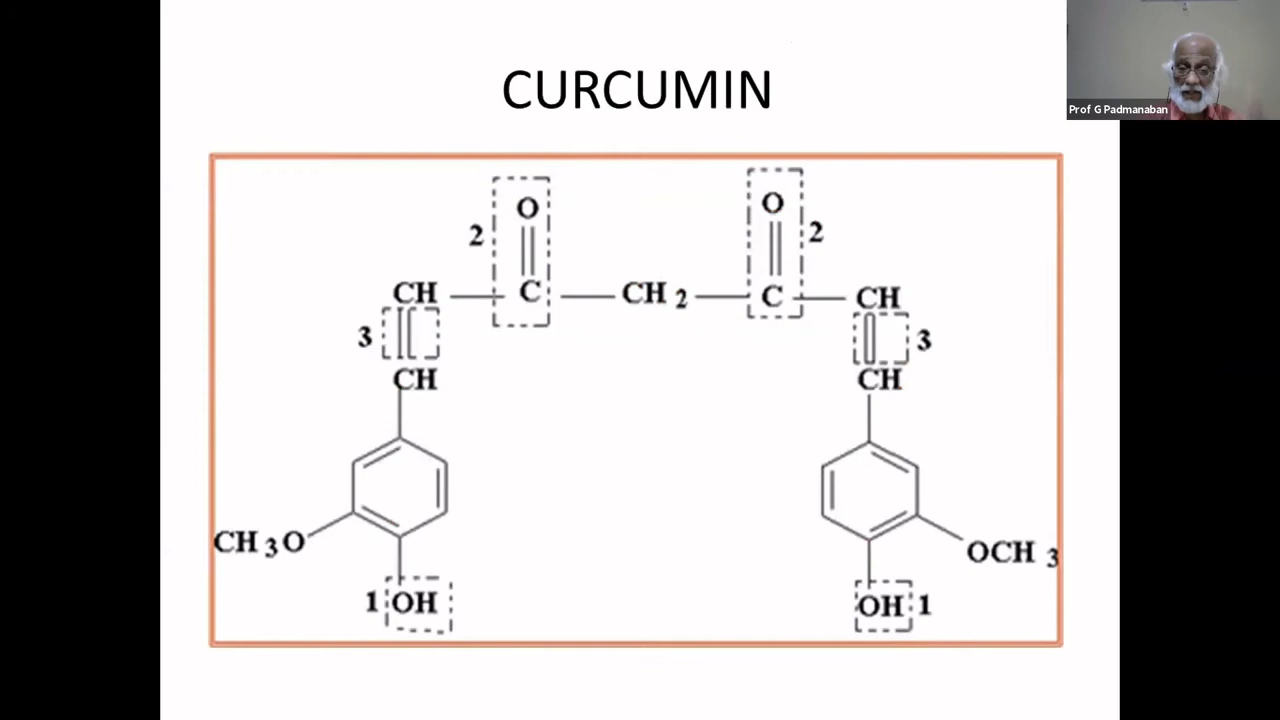 CURCUMIN
Prof G Padmanaban
O O
2 2
CH C CH 2 C CH
3 3
CH CH
CH 3 O OCH 3
1 OH OH 1